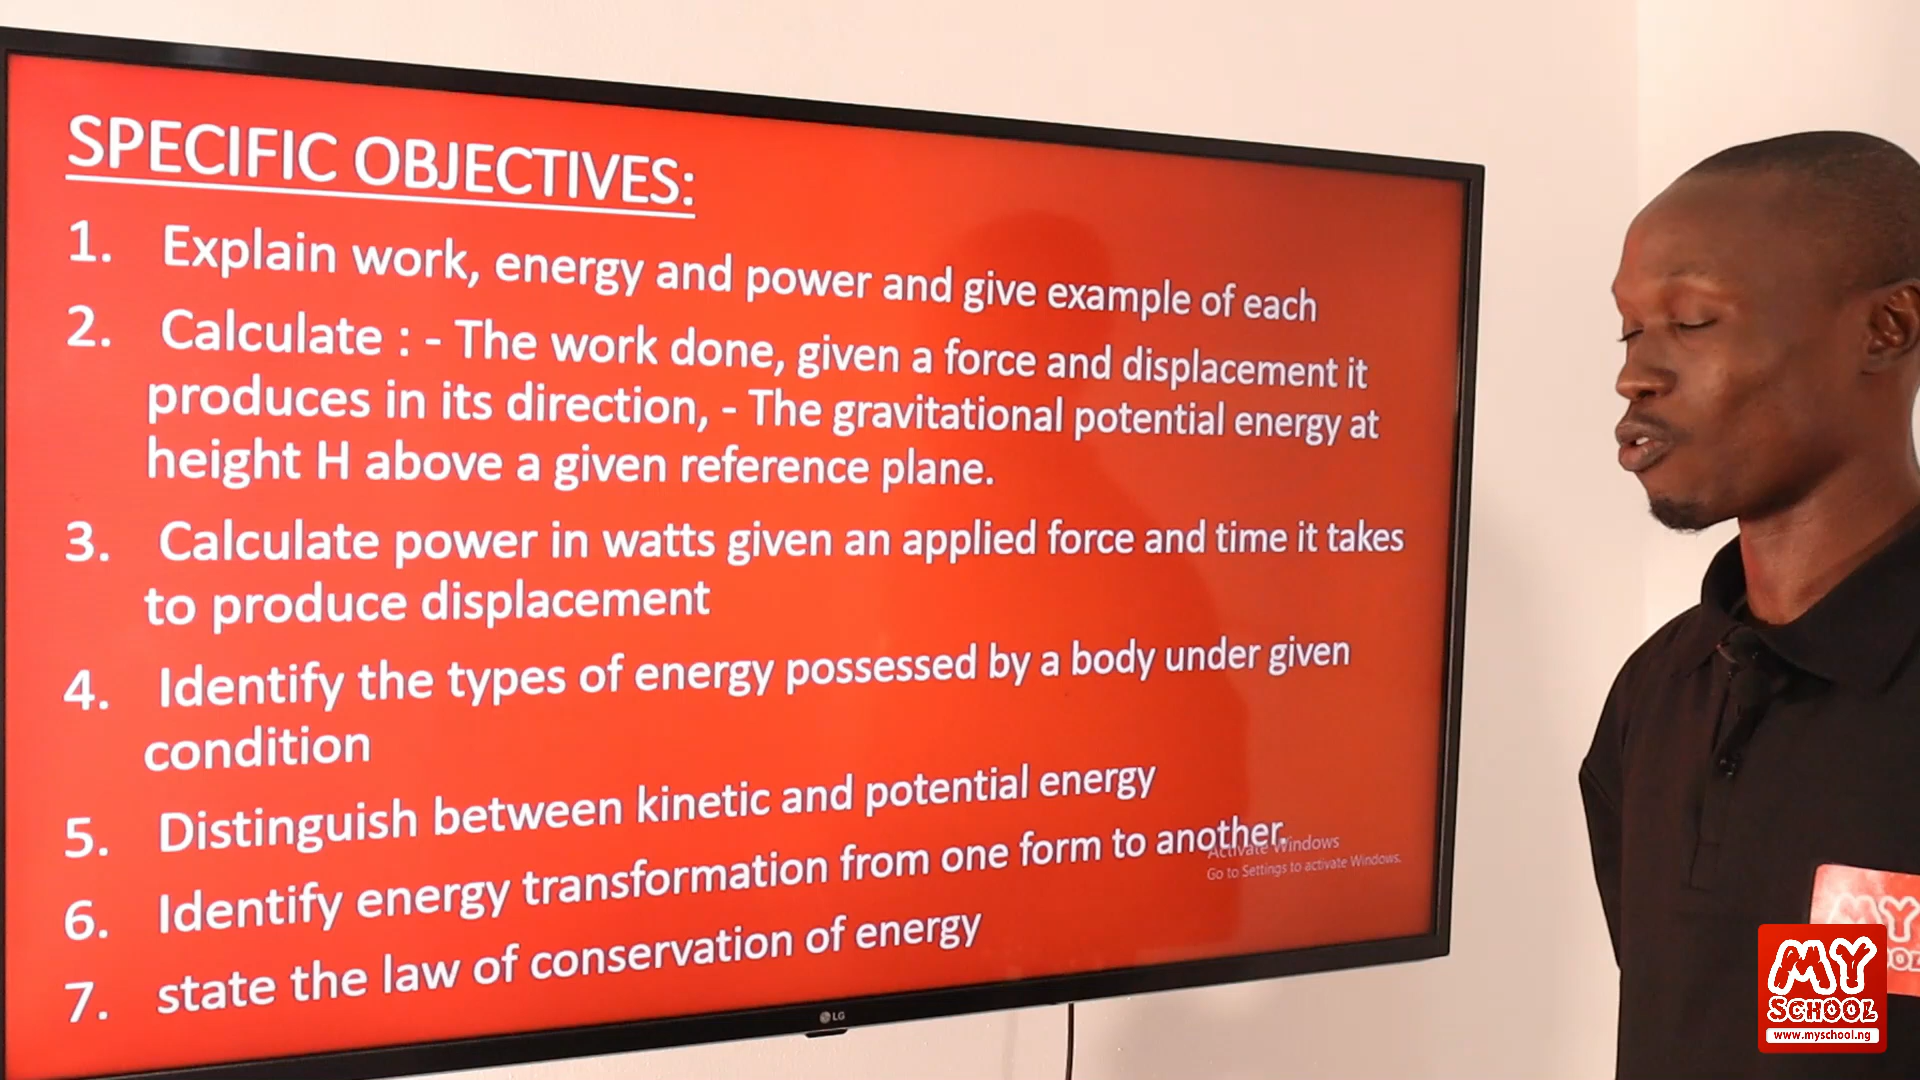 SPECIFIC OBJECTIVES:
1. Explain work, energy and power and give example of each
2. Calculate : - The work done, given a force and displacement it
produces in its direction, - The gravitational potential energy at
height H above a given reference plane.
3. Calculate power in watts given an applied force and time it takes
to produce displacement
4. Identify the types of energy possessed by a body under given
condition
5. Distinguish between kinetic and potential energy
6. Identify energy transformation from one form to another.
Activate Windows
Go to Settings to activate Windows.
7. state the law of conservation of energy
LG
MY
MY
SCHOOL
www.myschool.ng